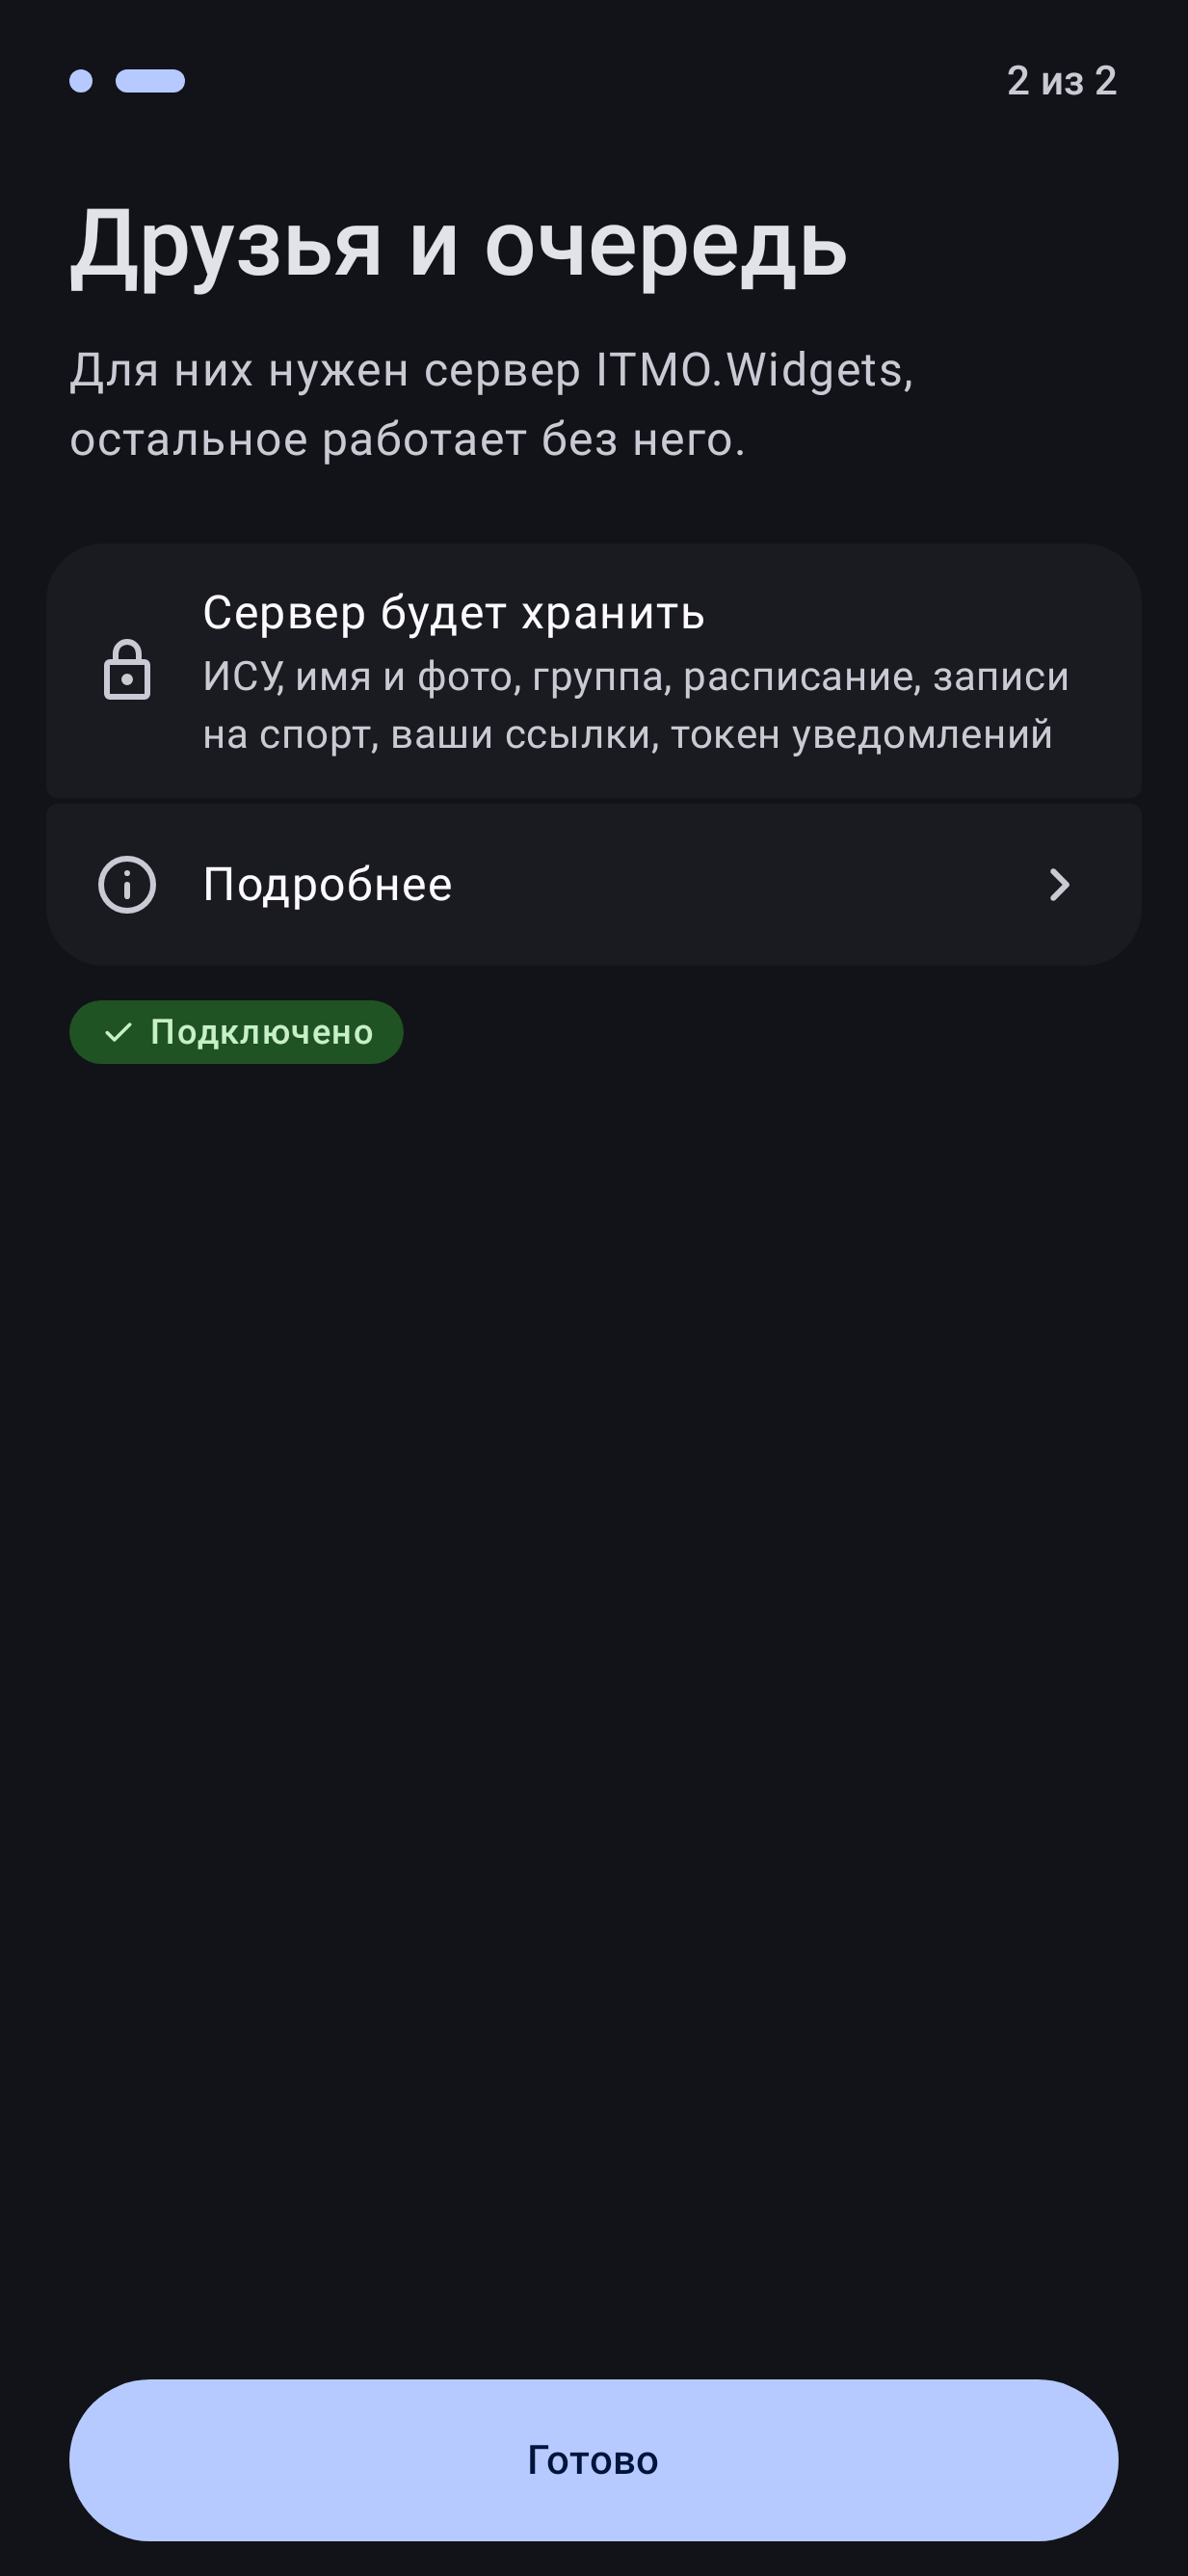 2 из 2
Друзья и очередь
Для них нужен сервер ITMO.Widgets,
остальное работает без него.
Сервер будет хранить
ИСУ, имя и фото, группа, расписание, записи
на спорт, ваши ссылки, токен уведомлений
Подробнее
Подключено
Готово